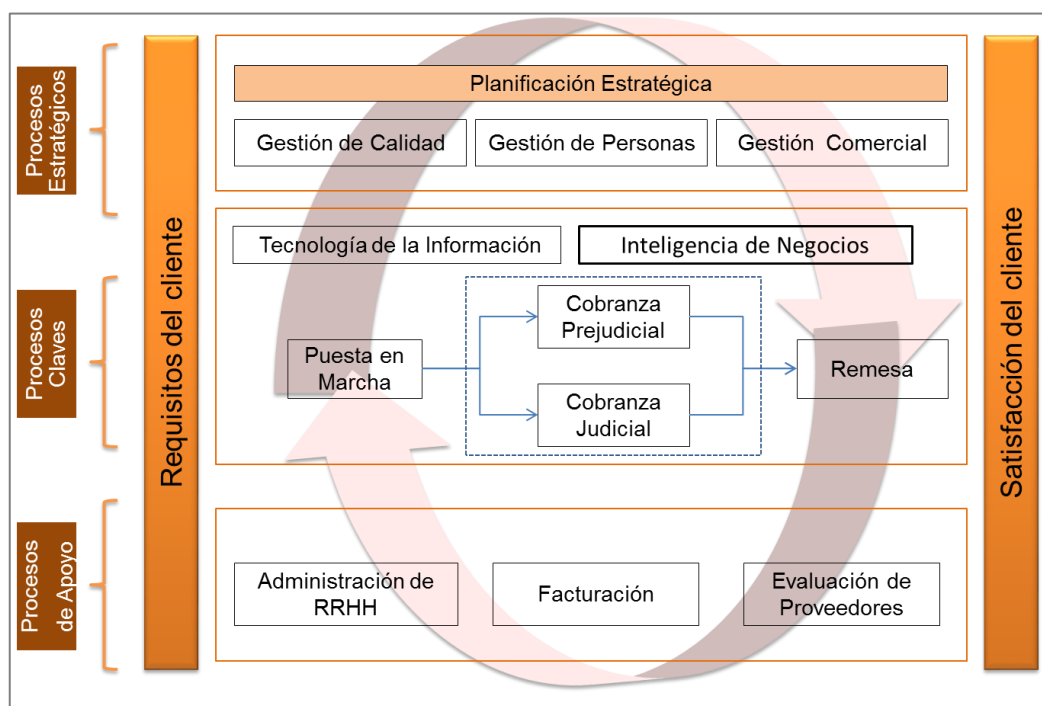 Procesos
Estratégicos
Requisitos del cliente
Planificación Estratégica
Gestión de Calidad
Gestión de Personas
Gestión Comercial
Satisfacción del cliente
Procesos
Claves
Tecnología de la Información
Inteligencia de Negocios
Puesta en
Marcha
Cobranza
Prejudicial
Cobranza
Judicial
Remesa
Procesos
de Apoyo
Administración de
RRHH
Facturación
Evaluación de
Proveedores